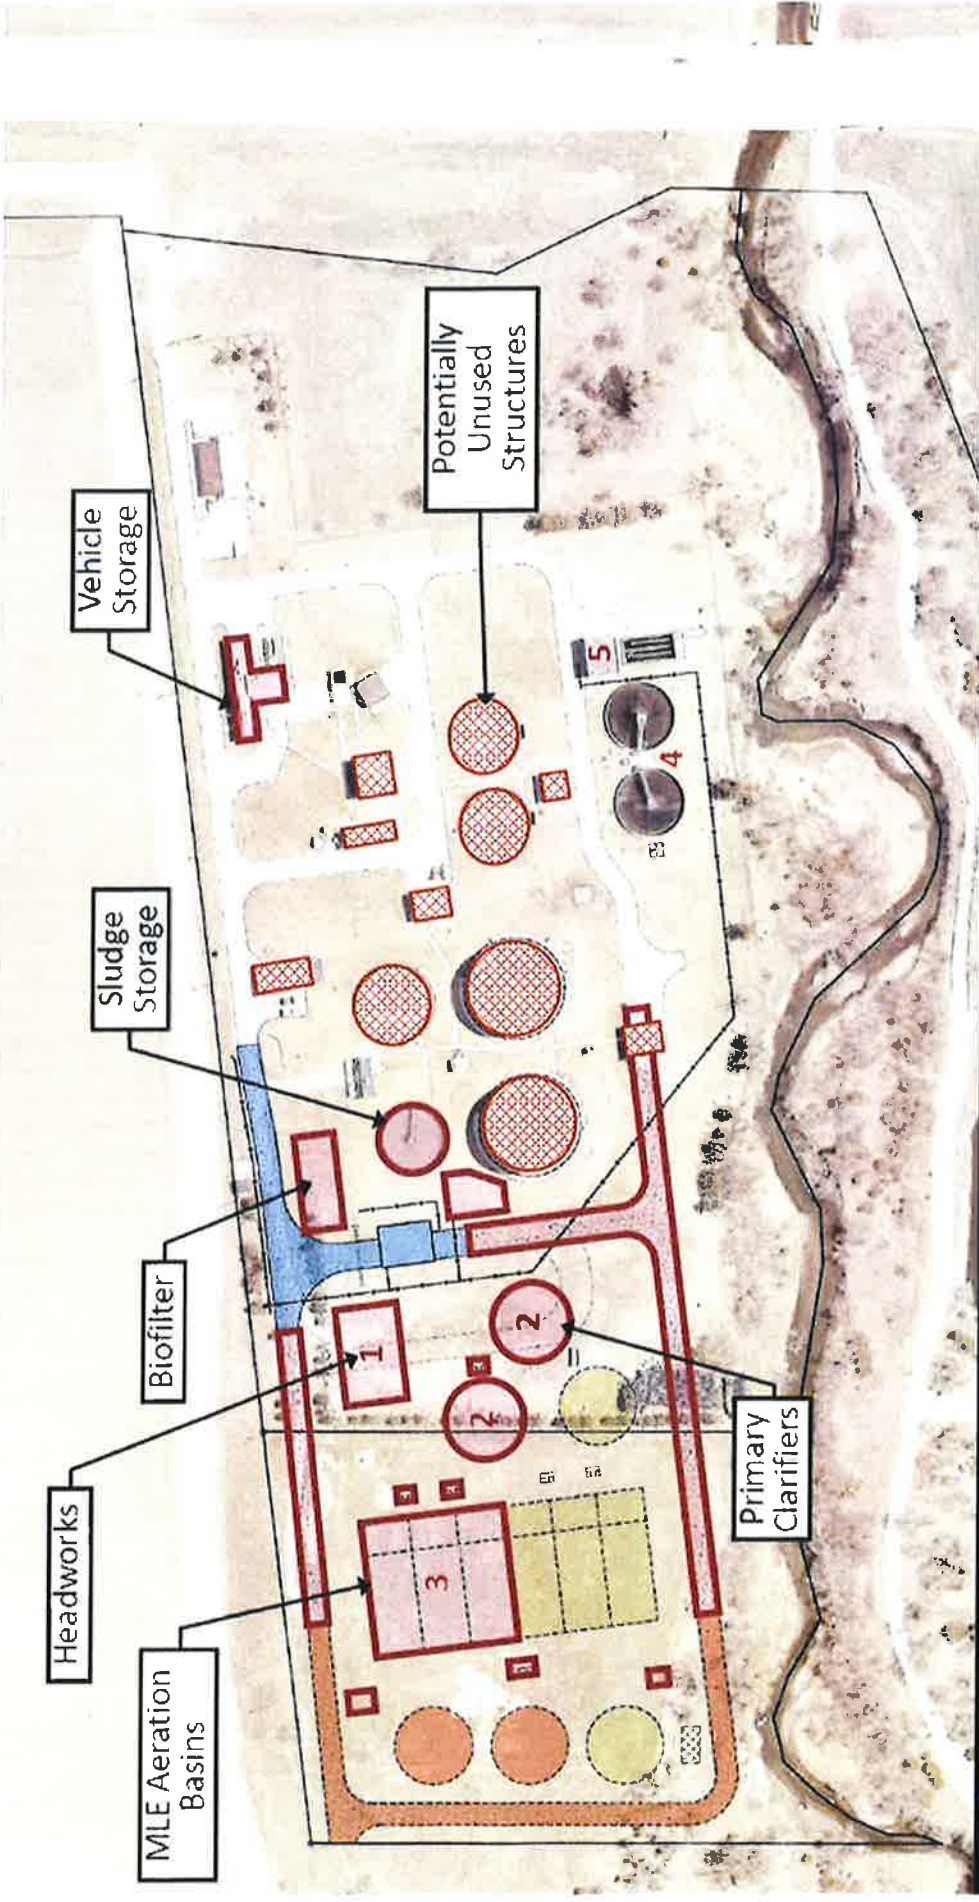 MLE Aeration
Basins
Headworks
Biofilter
Sludge
Storage
Vehicle
Storage
Potentially
Unused
Structures
Primary
Clarifiers
1
2
2
3
4
5